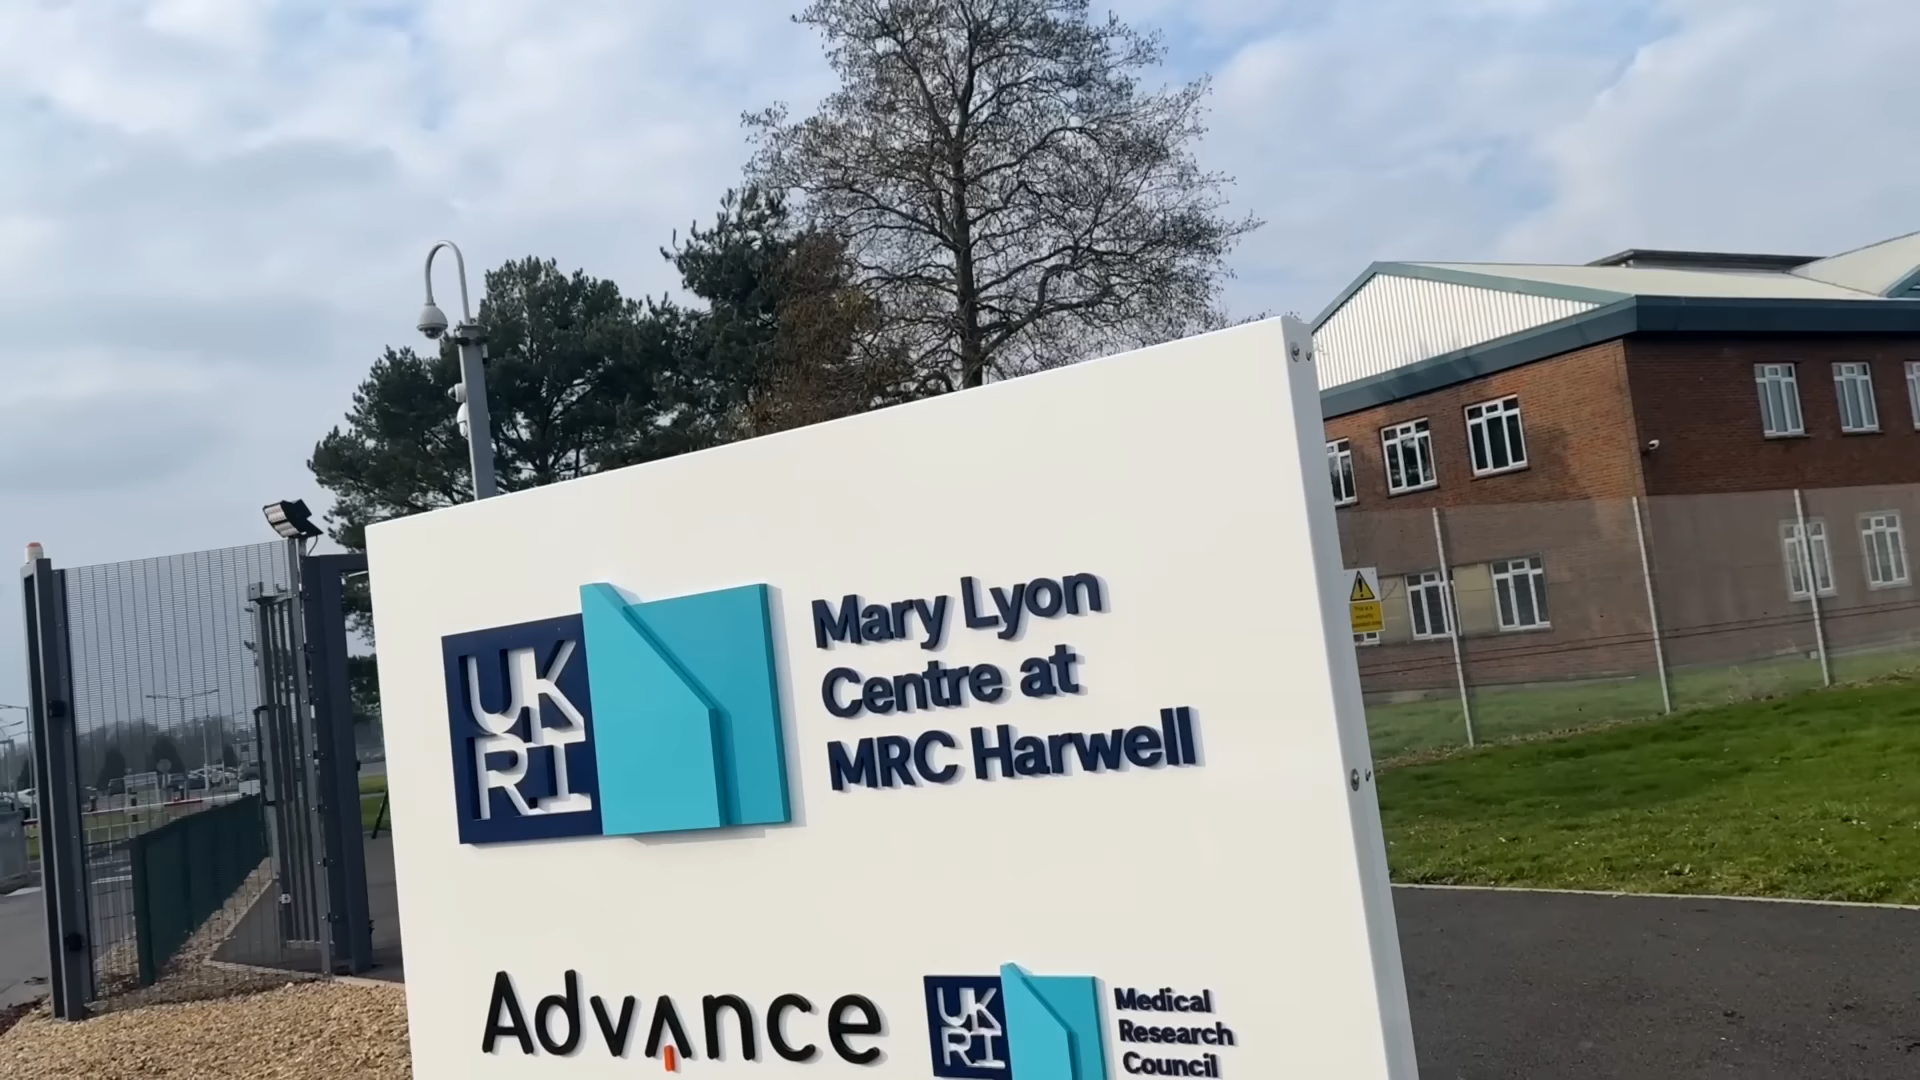 UK
RI
Mary Lyon
Centre at
MRC Harwell
Advance
UK
RI
Medical
Research
Council